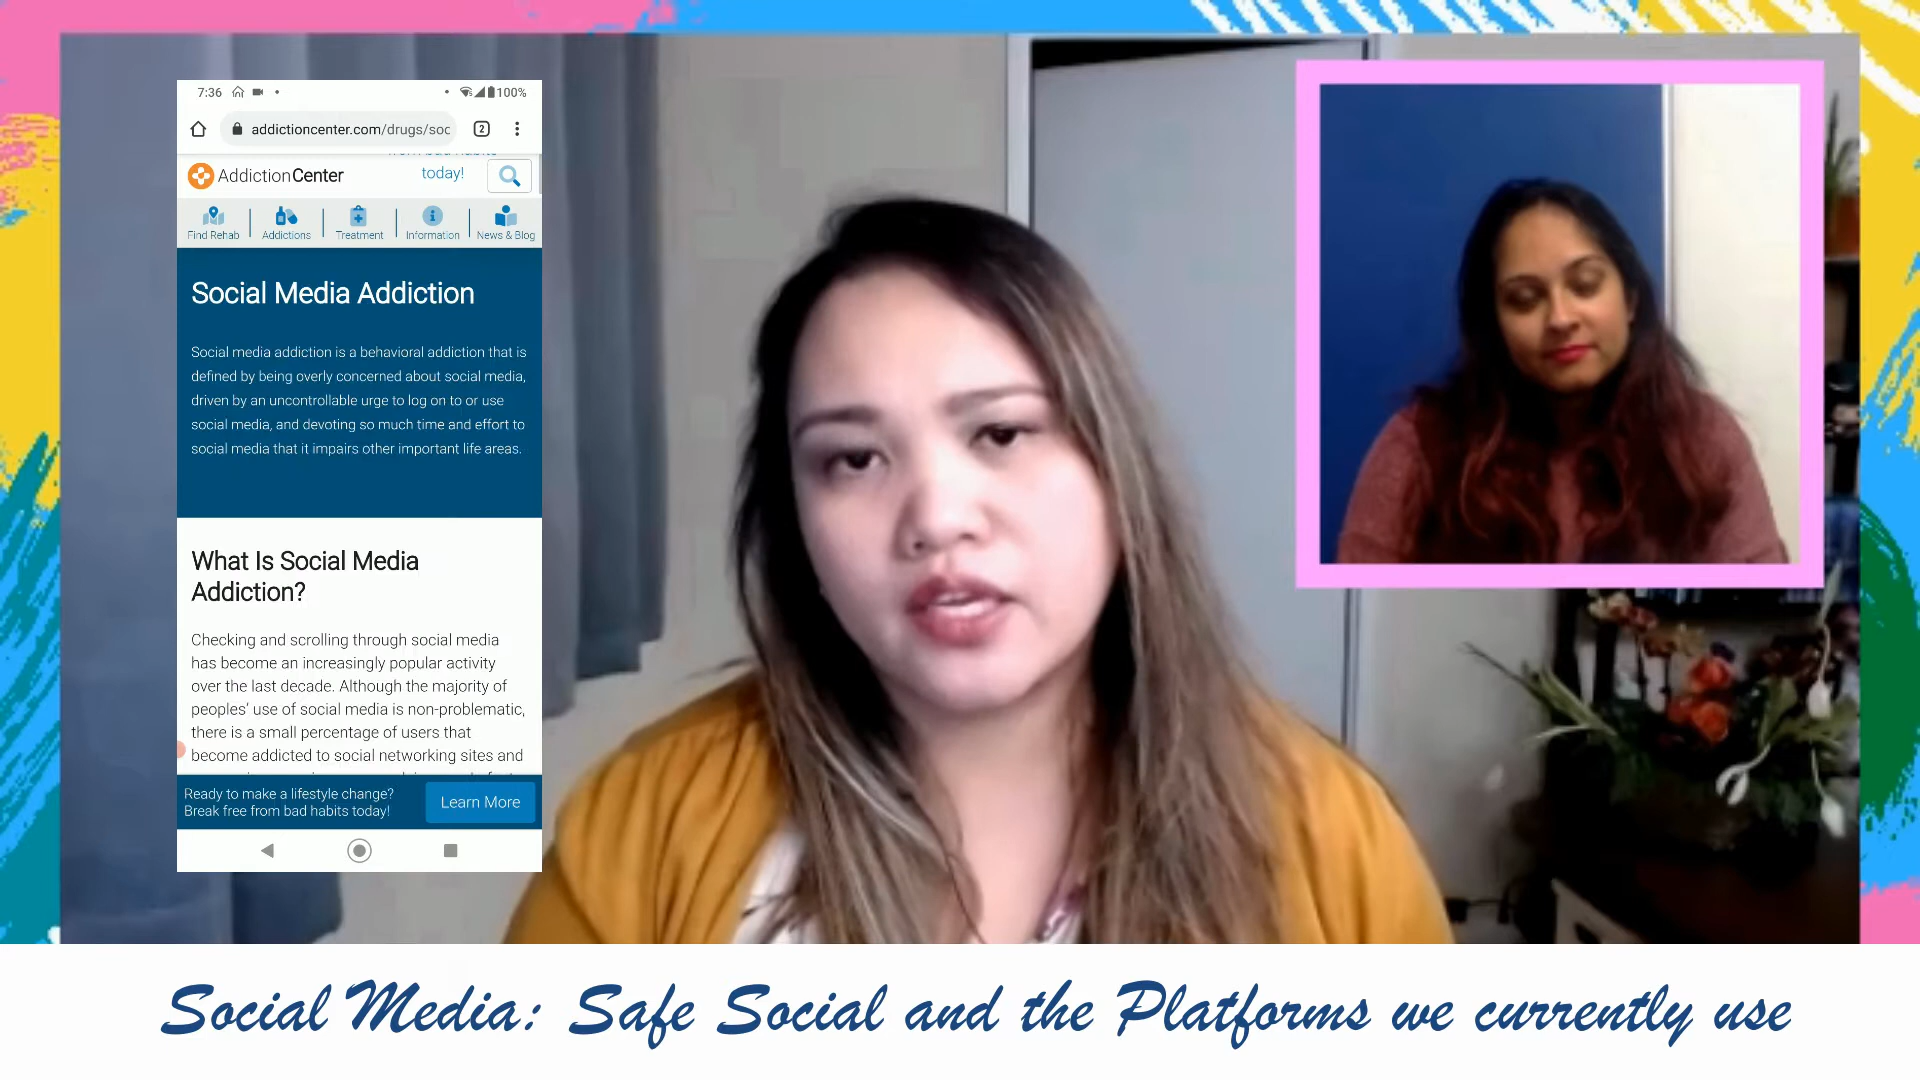 7:36
100%
addictioncenter.com/drugs/soc
2
AddictionCenter
today!
Find Rehab
Addictions
Treatment
Information
News & Blog
Social Media Addiction
Social media addiction is a behavioral addiction that is
defined by being overly concerned about social media,
driven by an uncontrollable urge to log on to or use
social media, and devoting so much time and effort to
social media that it impairs other important life areas.
What Is Social Media
Addiction?
Checking and scrolling through social media
has become an increasingly popular activity
over the last decade. Although the majority of
peoples' use of social media is non-problematic,
there is a small percentage of users that
become addicted to social networking sites and
Ready to make a lifestyle change?
Break free from bad habits today!
Learn More
Social Media: Safe Social and the Platforms we currently use